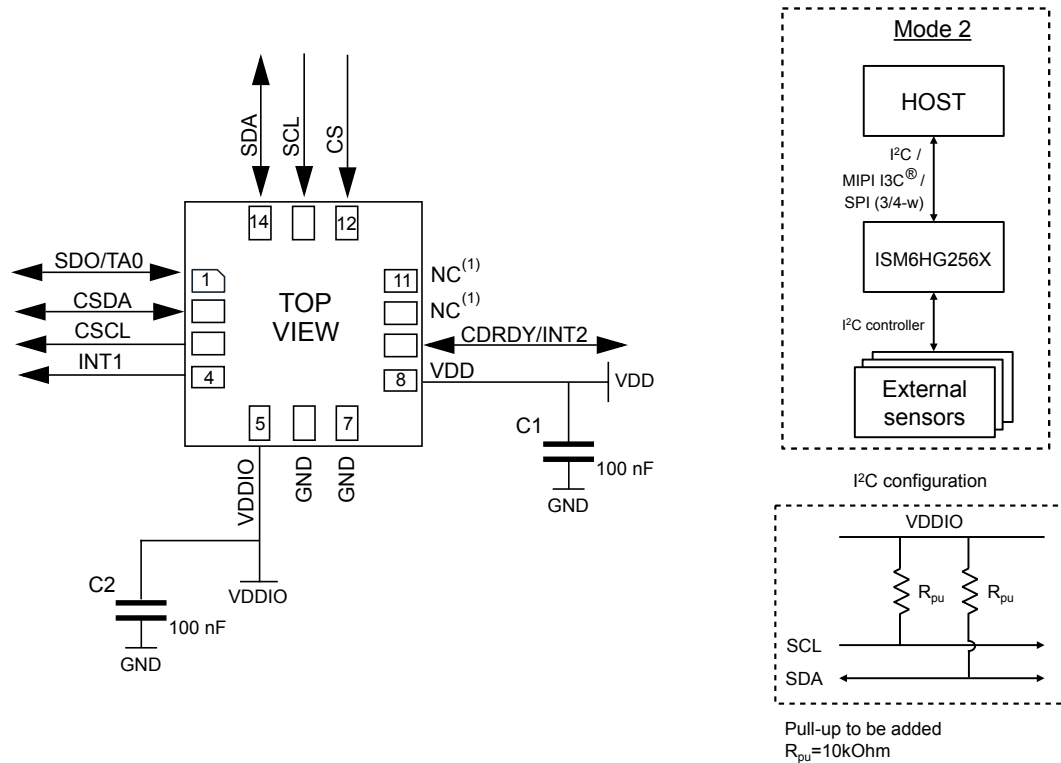 SDA
SCL
CS
14
12
SDO/TA0
CSDA
CSCL
INT1
1
4
TOP
VIEW
11
NC(1)
NC(1)
CDRDY/INT2
8
VDD
VDD
5
7
VDDIO
GND
GND
C1
100 nF
GND
C2
100 nF
GND
VDDIO
Mode 2
HOST
I²C /
MIPI I3C® /
SPI (3/4-w)
ISM6HG256X
I²C controller
External
sensors
I²C configuration
VDDIO
Rpu
Rpu
SCL
SDA
Pull-up to be added
Rpu=10kOhm